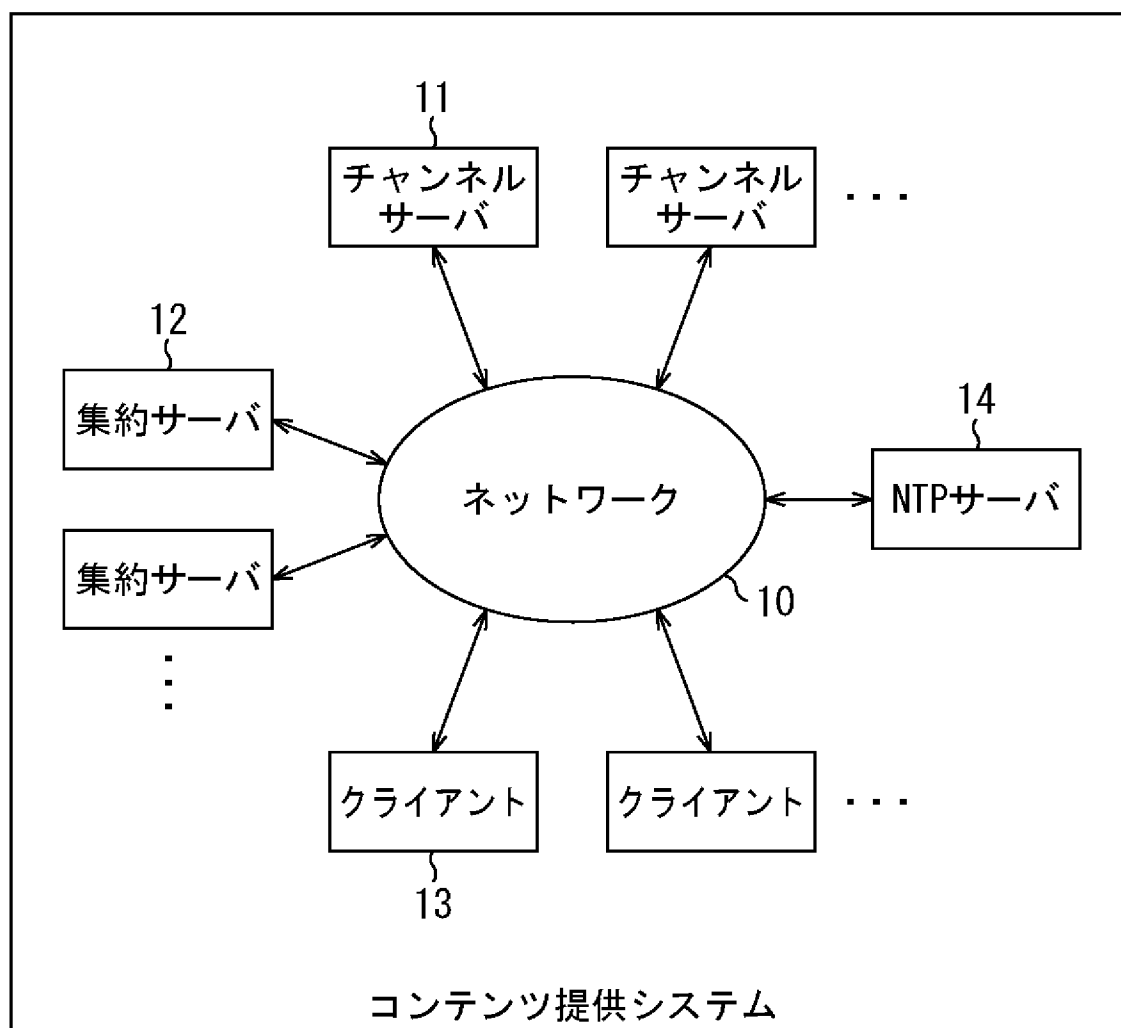 11
チャンネル
サーバ
チャンネル
サーバ
・・・
12
集約サーバ
集約サーバ
・・・
ネットワーク
10
14
NTPサーバ
クライアント
クライアント
・・・
13
コンテンツ提供システム